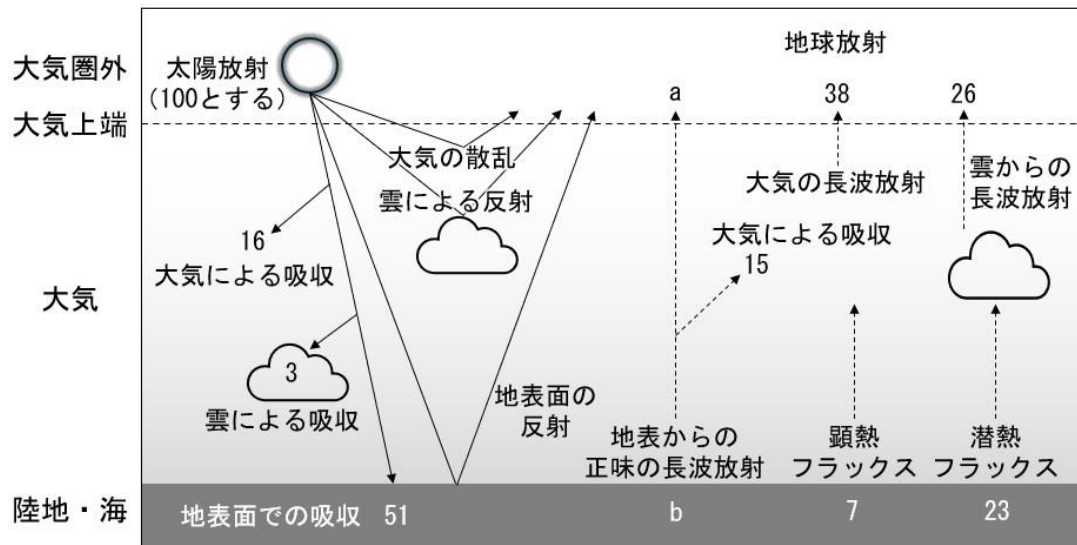 地球放射
大気圏外
太陽放射
(100とする)
a
38
26
大気上端
大気の散乱
雲による反射
大気の長波放射
雲からの
長波放射
16
大気による吸収
大気による吸収
15
大気
3
雲による吸収
地表面の
反射
地表からの
正味の長波放射
顕熱
フラックス
潜熱
フラックス
陸地・海
地表面での吸収 51
b
7
23